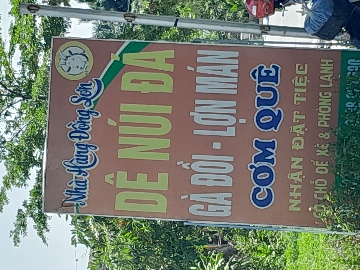 Nhà Hàng Đông Sơn
DÊ NÚI ĐÁ
GÀ ĐỒI - LỢN MÁN
CƠM QUÊ
NHẬN ĐẶT TIỆC
CÓ CHỖ ĐỂ XE & PHÒNG LẠNH